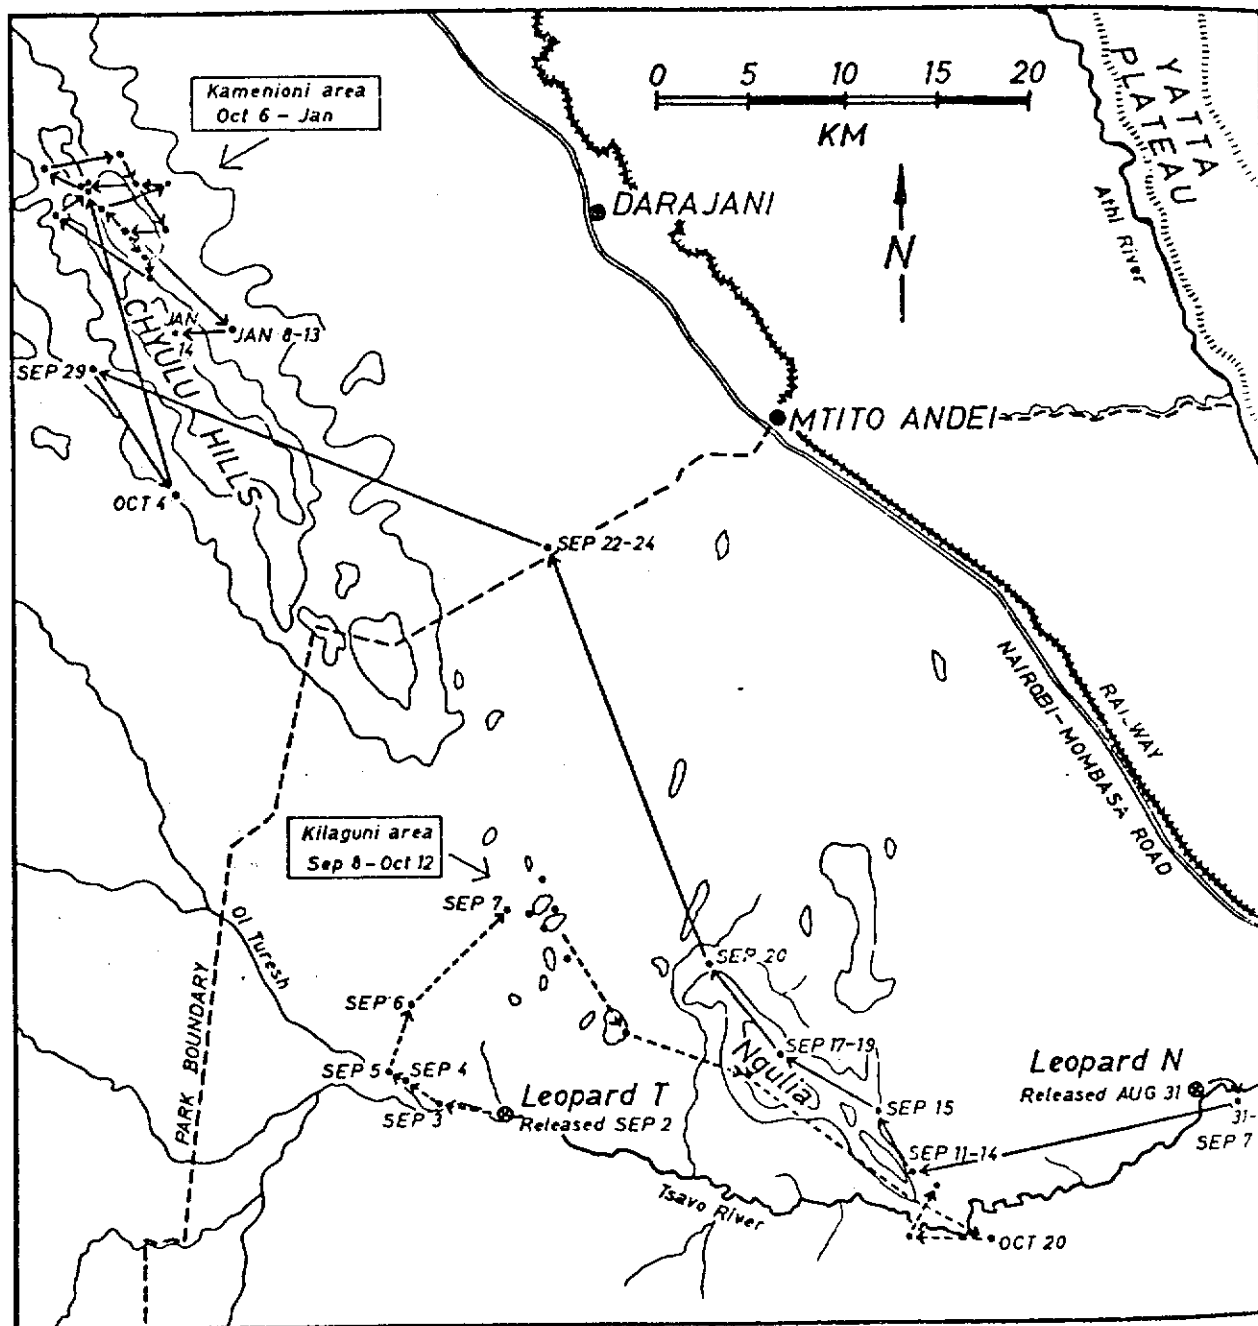 Kamenioni area
Oct 6 - Jan
0 5 10 15 20
KM
YATTA
PLATEAU
Athi River
DARAJANI
N
CHYULU
HILLS
JAN
14
JAN 8-13
SEP 29
OCT 4
MTITO ANDEI
SEP 22-24
RAILWAY
NAIROBI-MOMBASA ROAD
Kilaguni area
Sep 8 - Oct 12
SEP 7
Ol Turesh
PARK BOUNDARY
SEP 6
SEP 5
SEP 4
SEP 3
Leopard T
Released SEP 2
SEP 20
SEP 17-19
Ngulia
SEP 15
SEP 11-14
Leopard N
Released AUG 31
31-
SEP 7
Tsavo River
OCT 20